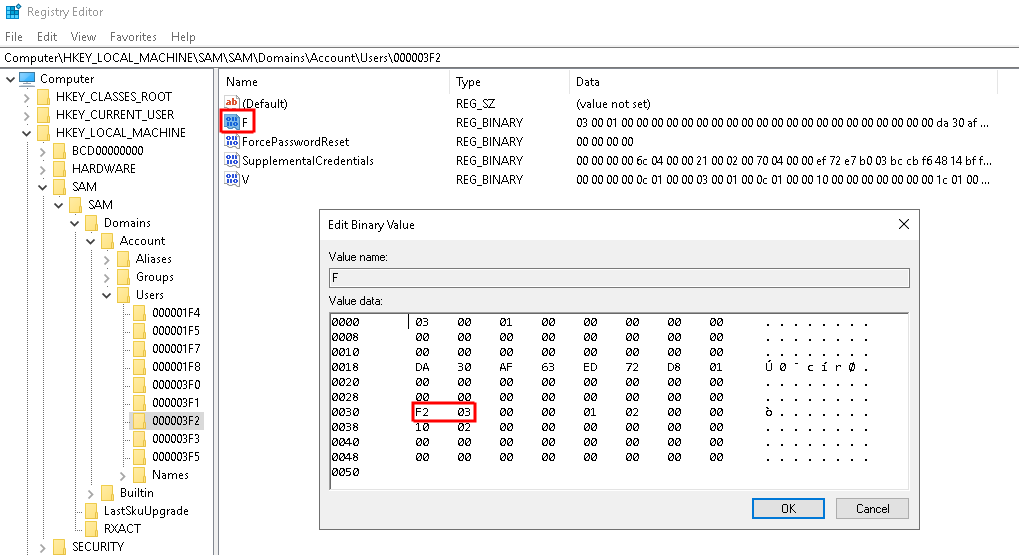 Registry Editor
File Edit View Favorites Help
Computer\HKEY_LOCAL_MACHINE\SAM\SAM\Domains\Account\Users\000003F2
Computer
HKEY_CLASSES_ROOT
HKEY_CURRENT_USER
HKEY_LOCAL_MACHINE
BCD00000000
HARDWARE
SAM
SAM
Domains
Account
Aliases
Groups
Users
000001F4
000001F5
000001F7
000001F8
000003F0
000003F1
000003F2
000003F3
000003F5
Names
Builtin
LastSkuUpgrade
RXACT
SECURITY
Name Type Data
(Default) REG_SZ (value not set)
F REG_BINARY 03 00 01 00 00 00 00 00 00 00 00 00 00 00 00 00 00 00 00 00 00 00 00 00 da 30 af ...
ForcePasswordReset REG_BINARY 00 00 00 00
SupplementalCredentials REG_BINARY 00 00 00 00 6c 04 00 00 21 00 02 00 70 04 00 00 ef 72 e7 b0 03 bc cb f6 48 14 bf f...
V REG_BINARY 00 00 00 00 0c 01 00 00 03 00 01 00 0c 01 00 00 10 00 00 00 00 00 00 00 1c 01 00 ...
Edit Binary Value
Value name:
F
Value data:
0000 03 00 01 00 00 00 00 00 . . . . . . . .
0008 00 00 00 00 00 00 00 00 . . . . . . . .
0010 00 00 00 00 00 00 00 00 . . . . . . . .
0018 DA 30 AF 63 ED 72 D8 01 Ú 0 ¯ c í r Ø .
0020 00 00 00 00 00 00 00 00 . . . . . . . .
0028 00 00 00 00 00 00 00 00 . . . . . . . .
0030 F2 03 00 00 01 02 00 00 ò . . . . . . .
0038 10 02 00 00 00 00 00 00 . . . . . . . .
0040 00 00 00 00 00 00 00 00 . . . . . . . .
0048 00 00 00 00 00 00 00 00 . . . . . . . .
0050
OK Cancel